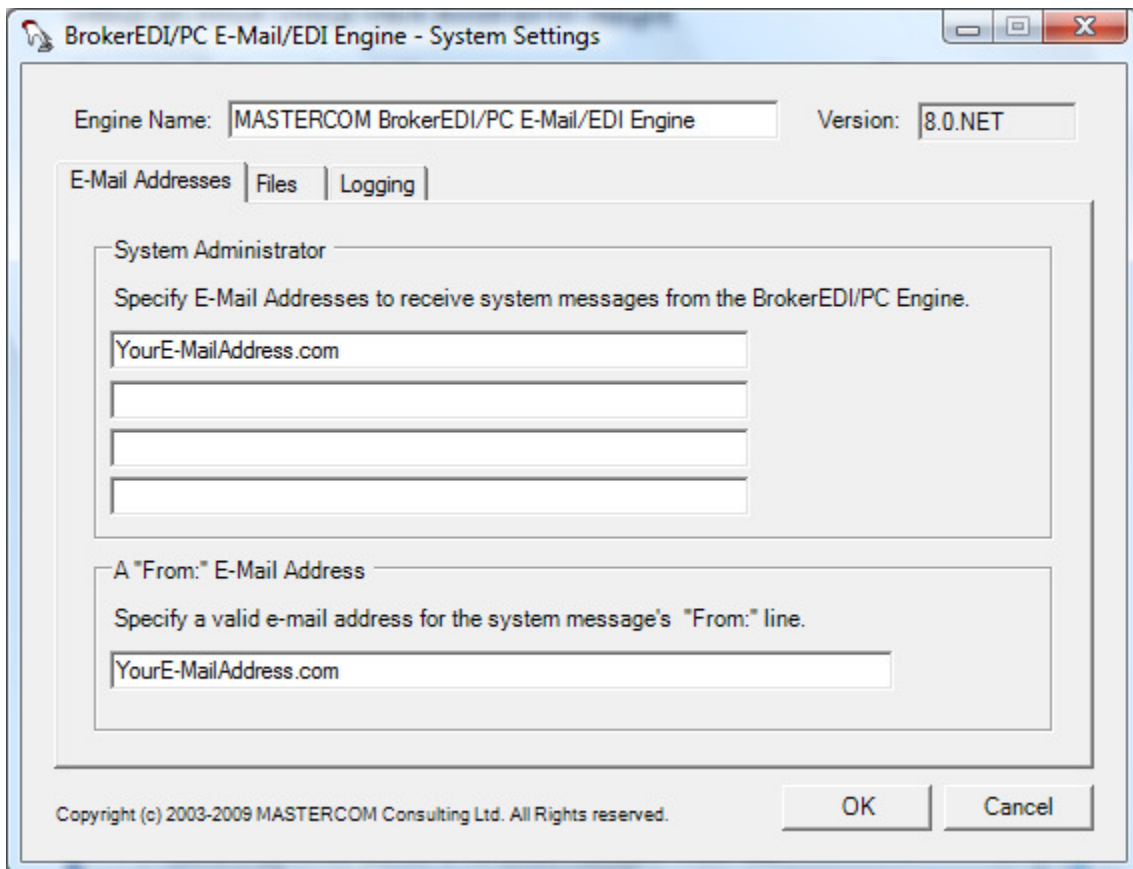 BrokerEDI/PC E-Mail/EDI Engine - System Settings
Engine Name: MASTERCOM BrokerEDI/PC E-Mail/EDI Engine Version: 8.0.NET
E-Mail Addresses Files Logging
System Administrator
Specify E-Mail Addresses to receive system messages from the BrokerEDI/PC Engine.
YourE-MailAddress.com
A "From:" E-Mail Address
Specify a valid e-mail address for the system message's "From:" line.
YourE-MailAddress.com
Copyright (c) 2003-2009 MASTERCOM Consulting Ltd. All Rights reserved. OK Cancel